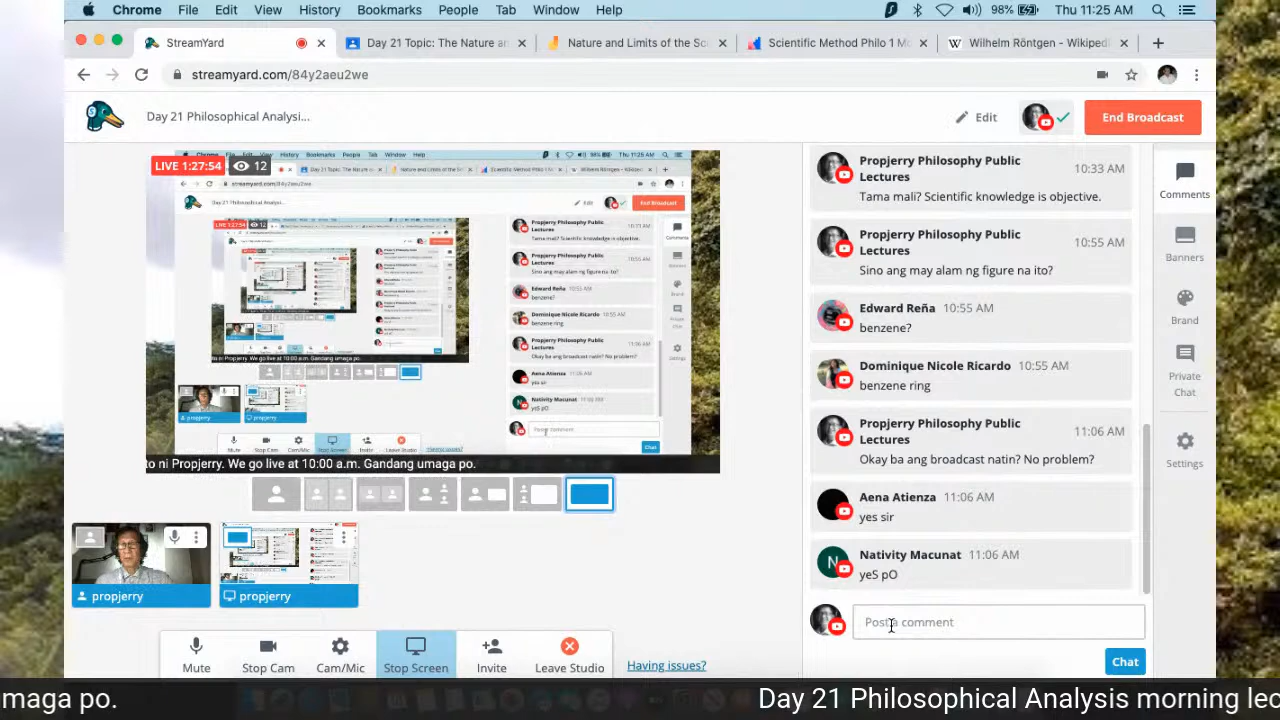 Chrome File Edit View History Bookmarks People Tab Window Help 98% Thu 11:25 AM
StreamYard Day 21 Topic: The Nature an Nature and Limits of the Sc Scientific Method Philo 1 M Wilhelm Röntgen - Wikiped
streamyard.com/84y2aeu2we
Day 21 Philosophical Analysi... Edit End Broadcast
LIVE 1:27:54 12
Propjerry Philosophy Public Lectures 10:33 AM
Tama mali? Scientific knowledge is objective.
Propjerry Philosophy Public Lectures 10:55 AM
Sino ang may alam ng figure na ito?
Edward Reña 10:55 AM
benzene?
Dominique Nicole Ricardo 10:55 AM
benzene ring
Propjerry Philosophy Public Lectures 11:06 AM
Okay ba ang broadcast natin? No problem?
Aena Atienza 11:06 AM
yes sir
Nativity Macunat 11:06 AM
yeS pO
Post a comment
Chat
Comments
Banners
Brand
Private Chat
Settings
to ni Propjerry. We go live at 10:00 a.m. Gandang umaga po.
propjerry propjerry
Mute Stop Cam Cam/Mic Stop Screen Invite Leave Studio Having issues?
umaga po. Day 21 Philosophical Analysis morning lec